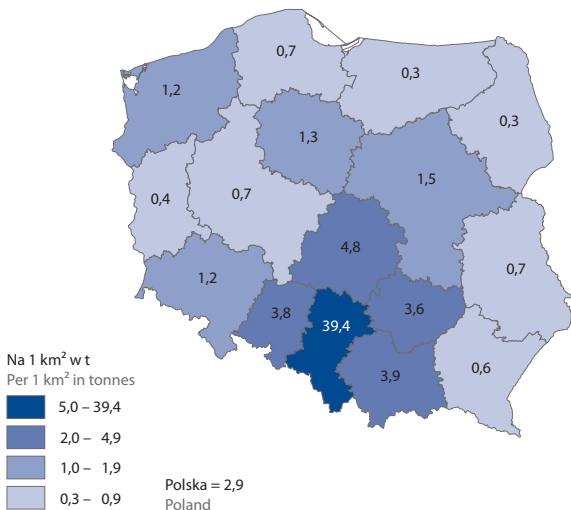 0,7
0,3
1,2
0,3
1,3
1,5
0,4
0,7
4,8
0,7
1,2
3,8
39,4
3,6
3,9
0,6
Na 1 km² w t
Per 1 km² in tonnes
5,0 – 39,4
2,0 – 4,9
1,0 – 1,9
0,3 – 0,9
Polska = 2,9
Poland